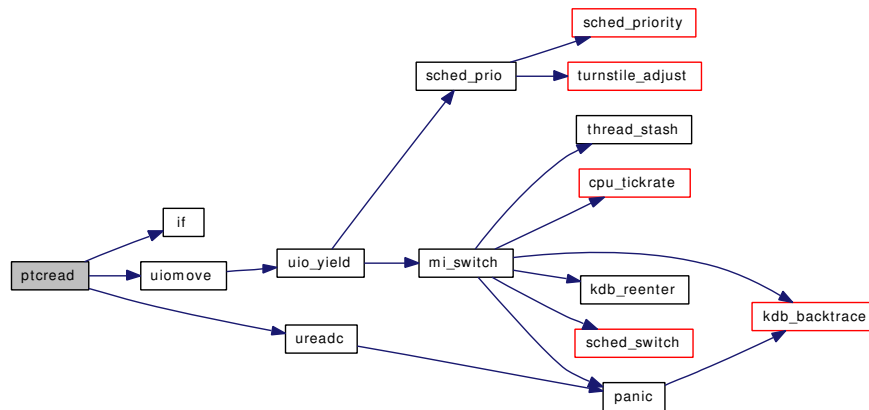 sched_priority
sched_prio
turnstile_adjust
thread_stash
cpu_tickrate
if
uio_yield
mi_switch
ptcread
uiomove
kdb_reenter
kdb_backtrace
ureadc
sched_switch
panic